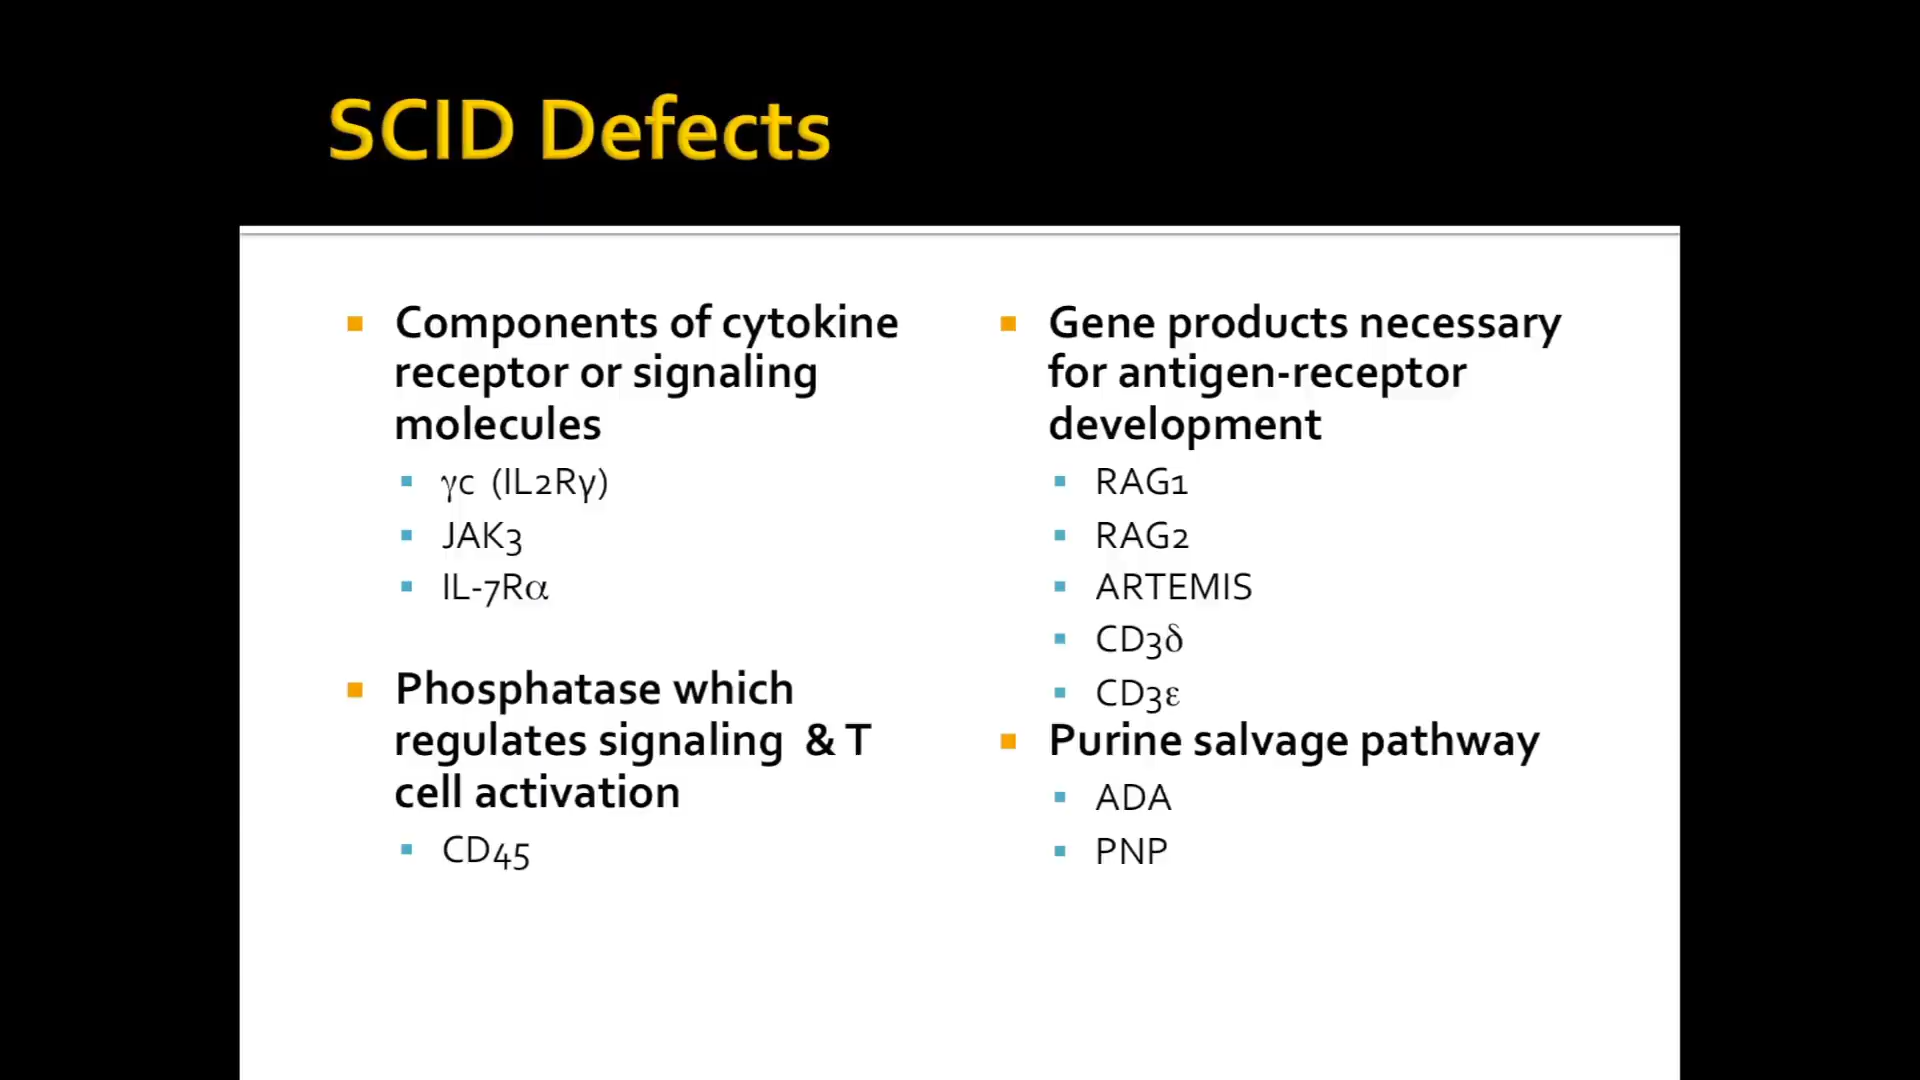 SCID Defects
Components of cytokine
receptor or signaling
molecules
γc (IL2Rγ)
JAK3
IL-7Rα
Phosphatase which
regulates signaling & T
cell activation
CD45
Gene products necessary
for antigen-receptor
development
RAG1
RAG2
ARTEMIS
CD3δ
CD3ε
Purine salvage pathway
ADA
PNP